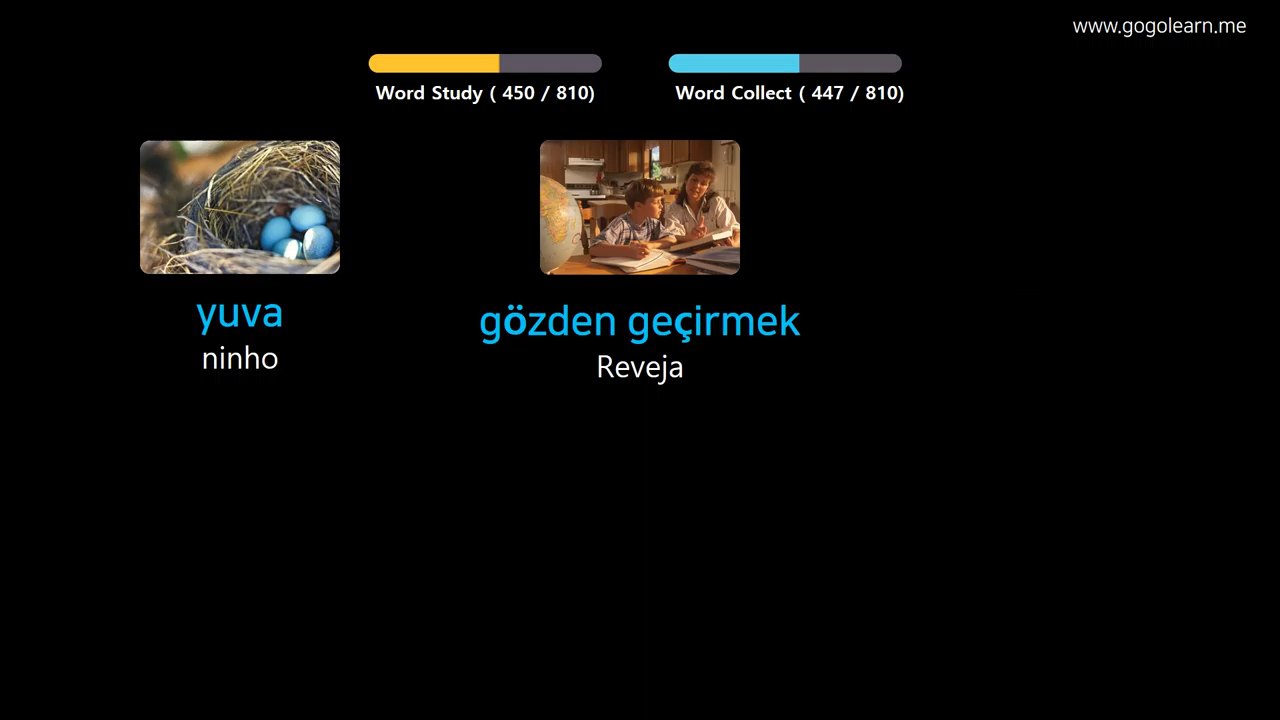 www.gogolearn.me
Word Study ( 450 / 810)
Word Collect ( 447 / 810)
yuva
ninho
gözden geçirmek
Reveja